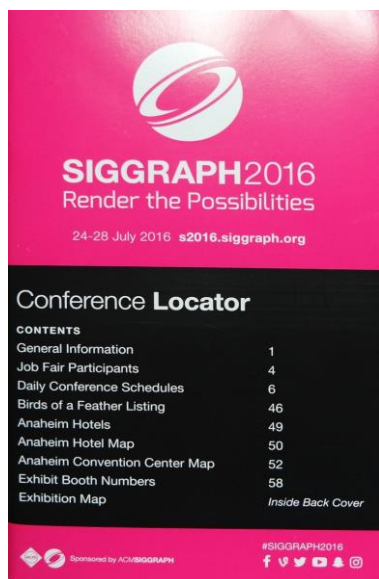 SIGGRAPH2016
Render the Possibilities
24-28 July 2016 s2016.siggraph.org
Conference Locator
CONTENTS
General Information 1
Job Fair Participants 4
Daily Conference Schedules 6
Birds of a Feather Listing 46
Anaheim Hotels 49
Anaheim Hotel Map 50
Anaheim Convention Center Map 52
Exhibit Booth Numbers 58
Exhibition Map Inside Back Cover
Sponsored by ACMSIGGRAPH
#SIGGRAPH2016